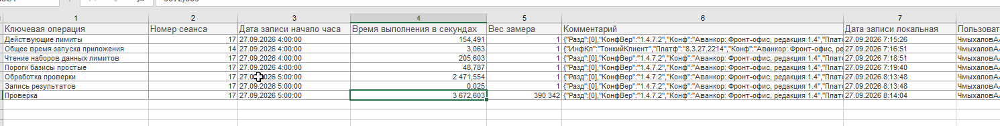 1 2 3 4 5 6 7
Ключевая операция Номер сеанса Дата записи начало часа Время выполнения в секундах Вес замера Комментарий Дата записи локальная Пользоват
Действующие лимиты 17 27.09.2026 4:00:00 154,491 1 {"Разд":[0],"КонфВер":"1.4.7.2","Конф":"Аванкор: Фронт-офис, редакция 1.4","Плат 27.09.2026 7:15:26 ЧмыхаловА
Общее время запуска приложения 14 27.09.2026 4:00:00 3,063 1 {"ИнфКл":"ТонкийКлиент","Платф":"8.3.27.2214","Конф":"Аванкор: Фронт-офис, ре 27.09.2026 7:16:51 ЧмыхаловА
Чтение наборов данных лимитов 17 27.09.2026 4:00:00 205,603 1 {"Разд":[0],"КонфВер":"1.4.7.2","Конф":"Аванкор: Фронт-офис, редакция 1.4","Плат 27.09.2026 7:18:51 ЧмыхаловА
Пороги базисы простые 17 27.09.2026 4:00:00 48,787 1 {"Разд":[0],"КонфВер":"1.4.7.2","Конф":"Аванкор: Фронт-офис, редакция 1.4","Плат 27.09.2026 7:19:40 ЧмыхаловА
Обработка проверки 17 27.09.2026 5:00:00 2 471,554 1 {"Разд":[0],"КонфВер":"1.4.7.2","Конф":"Аванкор: Фронт-офис, редакция 1.4","Плат 27.09.2026 8:13:48 ЧмыхаловА
Запись результатов 17 27.09.2026 5:00:00 0,025 1 {"Разд":[0],"КонфВер":"1.4.7.2","Конф":"Аванкор: Фронт-офис, редакция 1.4","Плат 27.09.2026 8:13:48 ЧмыхаловА
Проверка 17 27.09.2026 5:00:00 3 672,603 390 342 {"Разд":[0],"КонфВер":"1.4.7.2","Конф":"Аванкор: Фронт-офис, редакция 1.4","Плат 27.09.2026 8:14:04 ЧмыхаловА